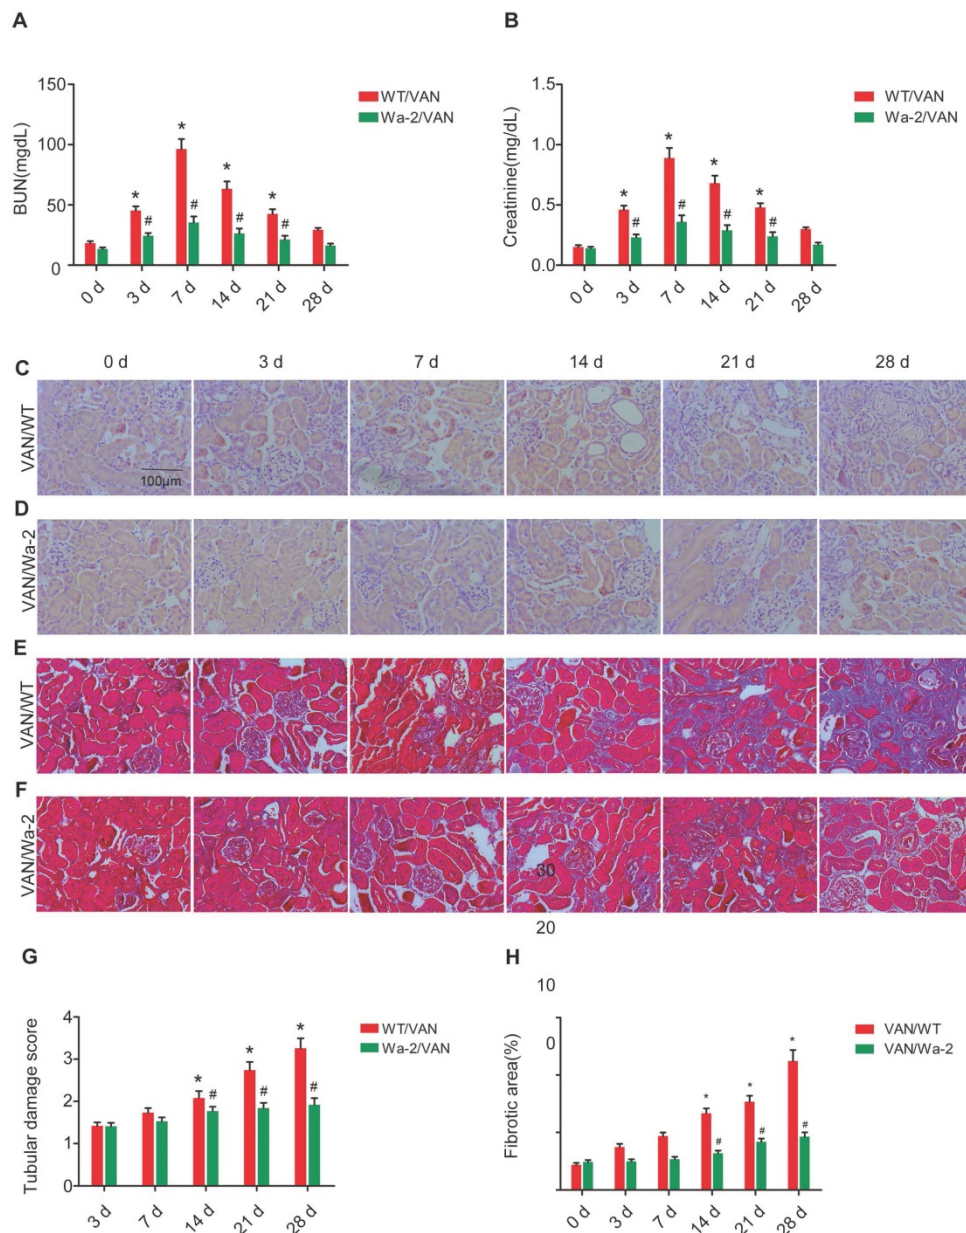 A
B
150
100
50
0
BUN(mgdL)
WT/VAN
Wa-2/VAN
*
*
*
*
#
#
#
#
0 d
3 d
7 d
14 d
21 d
28 d
1.5
1.0
0.5
0.0
Creatinine(mg/dL)
WT/VAN
Wa-2/VAN
*
*
*
*
#
#
#
#
0 d
3 d
7 d
14 d
21 d
28 d
C
0 d 3 d 7 d 14 d 21 d 28 d
VAN/WT
100μm
D
VAN/Wa-2
E
VAN/WT
F
VAN/Wa-2
30
20
G
H
10
0
4
3
2
1
0
Tubular damage score
WT/VAN
Wa-2/VAN
*
*
*
#
#
#
3 d
7 d
14 d
21 d
28 d
Fibrotic area(%)
VAN/WT
VAN/Wa-2
*
*
*
#
#
#
0 d
3 d
7 d
14 d
21 d
28 d